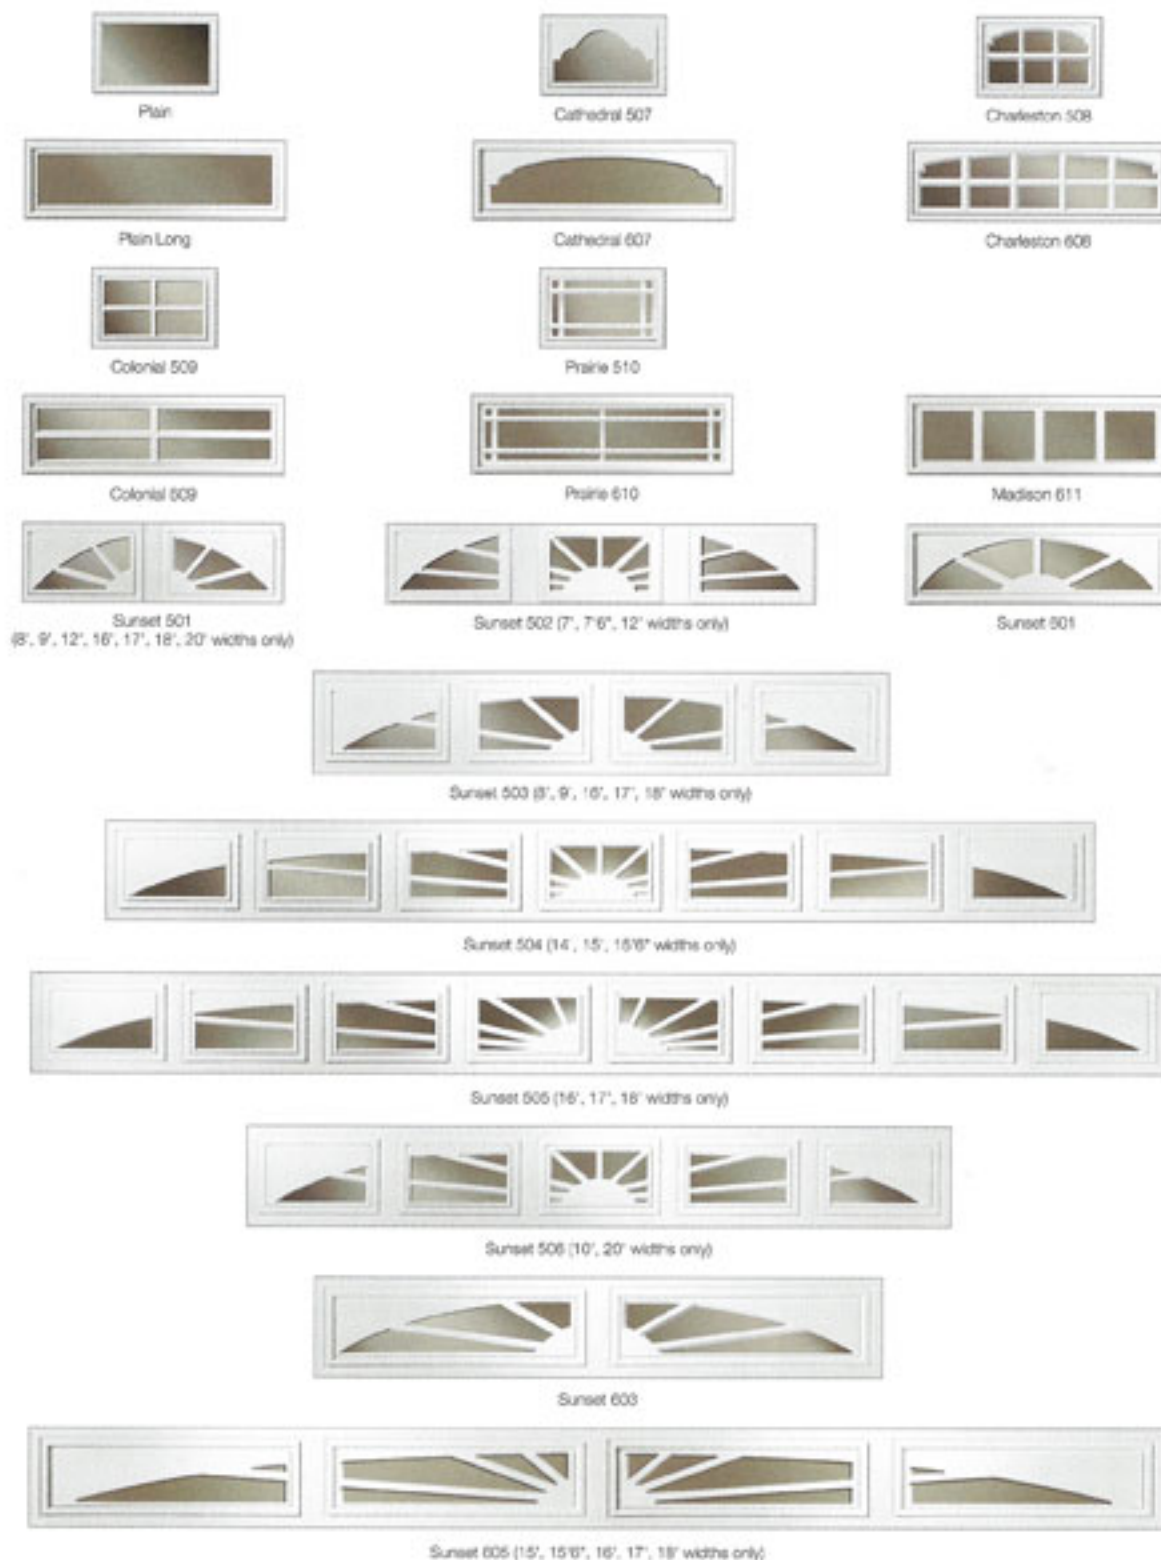 Plain
Cathedral 507
Charleston 508
Plain Long
Cathedral 607
Charleston 608
Colonial 509
Prairie 510
Colonial 609
Prairie 610
Madison 611
Sunset 501
(8', 9', 12', 16', 17', 18', 20' widths only)
Sunset 502 (7', 7'6", 12' widths only)
Sunset 601
Sunset 503 (8', 9', 16', 17', 18' widths only)
Sunset 504 (14', 15', 15'6" widths only)
Sunset 505 (16', 17', 18' widths only)
Sunset 506 (10', 20' widths only)
Sunset 603
Sunset 605 (15', 15'6", 16', 17', 18' widths only)